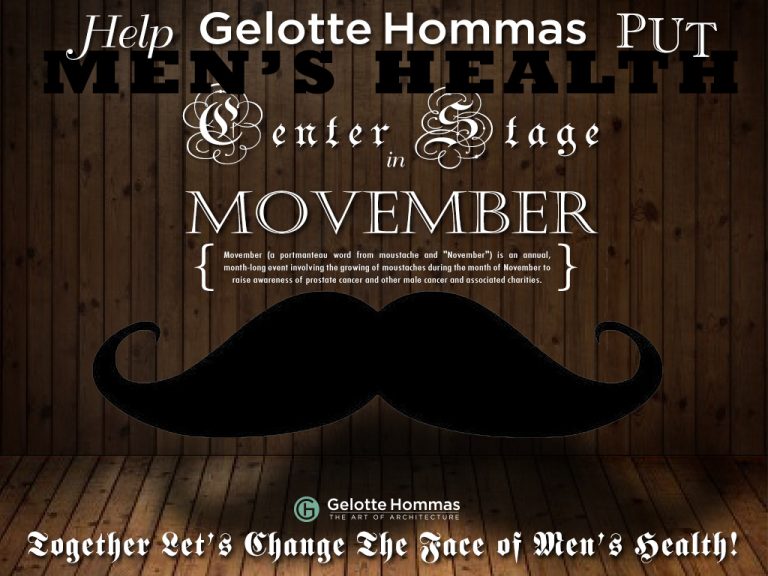 Help Gelotte Hommas PUT
MEN'S HEALTH
Center in Stage
MOVEMBER
{ Movember (a portmanteau word from moustache and "November") is an annual,
month-long event involving the growing of moustaches during the month of November to
raise awareness of prostate cancer and other male cancer and associated charities. }
G Gelotte Hommas
THE ART OF ARCHITECTURE
Together Let's Change The Face of Men's Health!